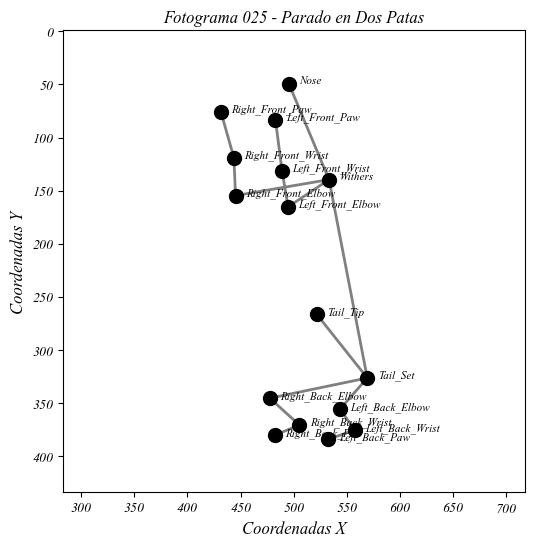 Fotograma 025 - Parado en Dos Patas
0
50
100
150
200
250
300
350
400
Coordenadas Y
Nose
Right_Front_Paw
Left_Front_Paw
Right_Front_Wrist
Left_Front_Wrist
Withers
Right_Front_Elbow
Left_Front_Elbow
Tail_Tip
Tail_Set
Right_Back_Elbow
Left_Back_Elbow
Right_Back_Wrist
Left_Back_Wrist
Right_Back_Paw
Left_Back_Paw
300 350 400 450 500 550 600 650 700
Coordenadas X